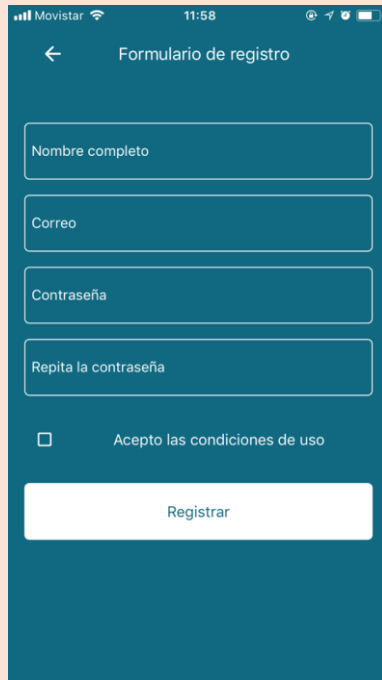 Movistar 11:58
Formulario de registro
Nombre completo
Correo
Contraseña
Repita la contraseña
Acepto las condiciones de uso
Registrar